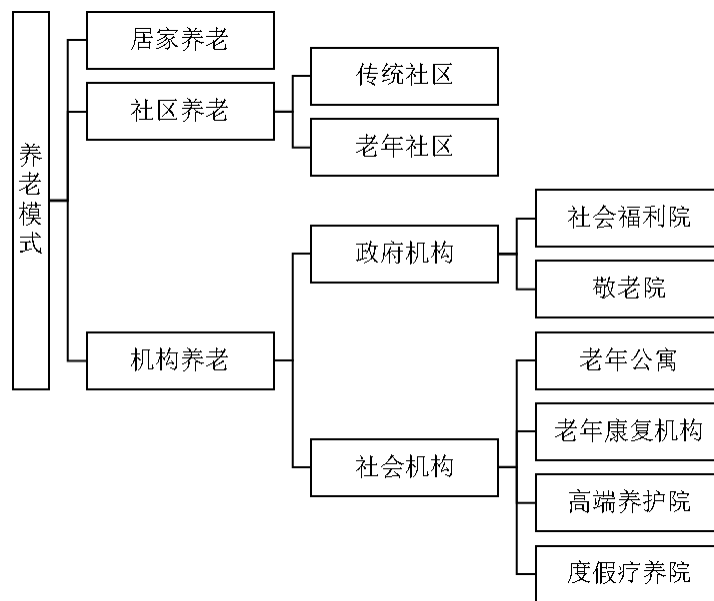 养老模式
居家养老
社区养老
传统社区
老年社区
机构养老
政府机构
社会福利院
敬老院
社会机构
老年公寓
老年康复机构
高端养护院
度假疗养院